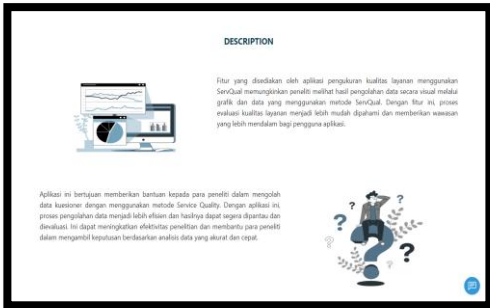 DESCRIPTION
Fitur yang disediakan oleh aplikasi pengukuran kualitas layanan menggunakan
ServQual memungkinkan peneliti melihat hasil pengolahan data secara visual melalui
grafik dan data yang menggunakan metode ServQual. Dengan fitur ini, proses
evaluasi kualitas layanan menjadi lebih mudah dipahami dan memberikan wawasan
yang lebih mendalam bagi pengguna aplikasi.
Aplikasi ini bertujuan memberikan bantuan kepada para peneliti dalam mengolah
data kuesioner dengan menggunakan metode Service Quality. Dengan aplikasi ini,
proses pengolahan data menjadi lebih efisien dan hasilnya dapat segera dipantau dan
dievaluasi. Ini dapat meningkatkan efektivitas penelitian dan membantu para peneliti
dalam mengambil keputusan berdasarkan analisis data yang akurat dan cepat.